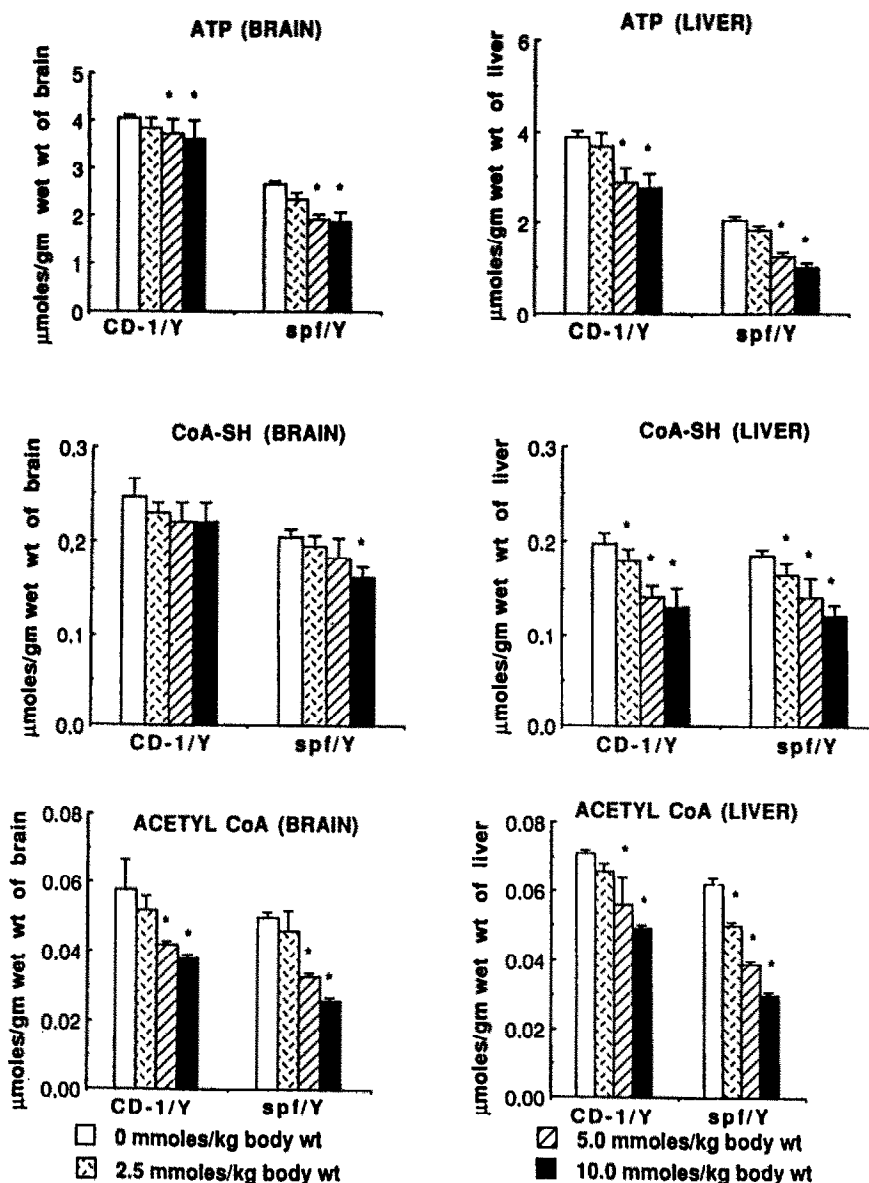 ATP (BRAIN)
μmoles/gm wet wt of brain
5
4
3
2
1
0
* * * *
CD-1/Y spf/Y
ATP (LIVER)
μmoles/gm wet wt of liver
6
4
2
0
* * * *
CD-1/Y spf/Y
CoA-SH (BRAIN)
μmoles/gm wet wt of brain
0.3
0.2
0.1
0.0
*
CD-1/Y spf/Y
CoA-SH (LIVER)
μmoles/gm wet wt of liver
0.3
0.2
0.1
0.0
* * * * * *
CD-1/Y spf/Y
ACETYL CoA (BRAIN)
μmoles/gm wet wt of brain
0.08
0.06
0.04
0.02
0.00
* * * *
CD-1/Y spf/Y
ACETYL CoA (LIVER)
μmoles/gm wet wt of liver
0.08
0.06
0.04
0.02
0.00
* * * * *
CD-1/Y spf/Y
0 mmoles/kg body wt
2.5 mmoles/kg body wt
5.0 mmoles/kg body wt
10.0 mmoles/kg body wt